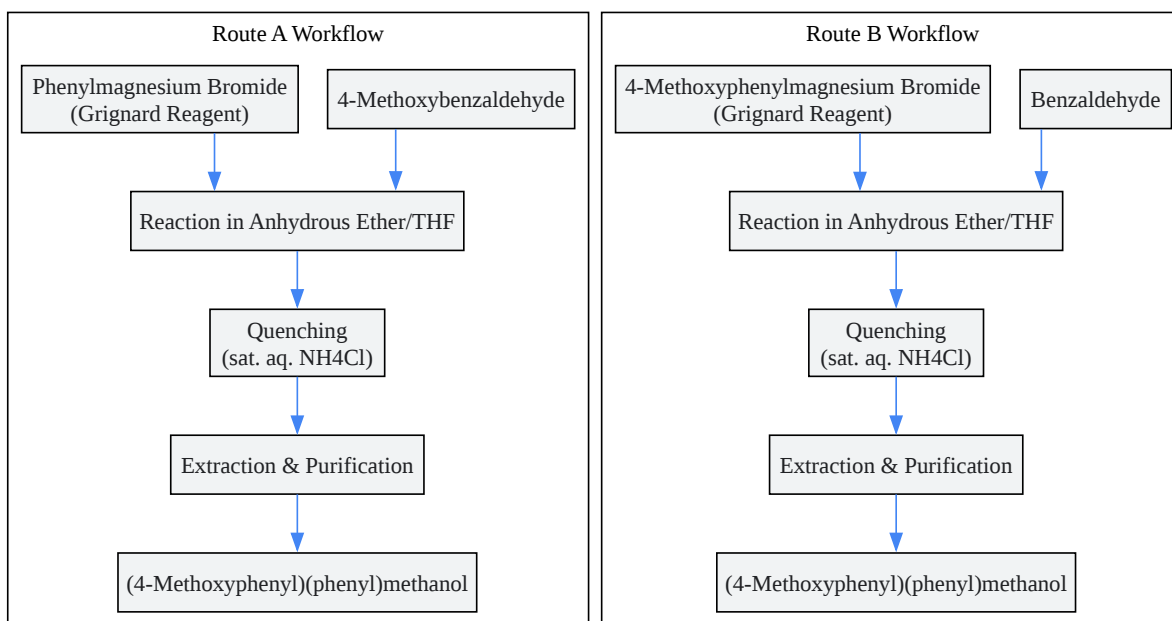 Route A Workflow
Phenylmagnesium Bromide
(Grignard Reagent)
4-Methoxybenzaldehyde
Reaction in Anhydrous Ether/THF
Quenching
(sat. aq. NH4Cl)
Extraction & Purification
(4-Methoxyphenyl)(phenyl)methanol
Route B Workflow
4-Methoxyphenylmagnesium Bromide
(Grignard Reagent)
Benzaldehyde
Reaction in Anhydrous Ether/THF
Quenching
(sat. aq. NH4Cl)
Extraction & Purification
(4-Methoxyphenyl)(phenyl)methanol